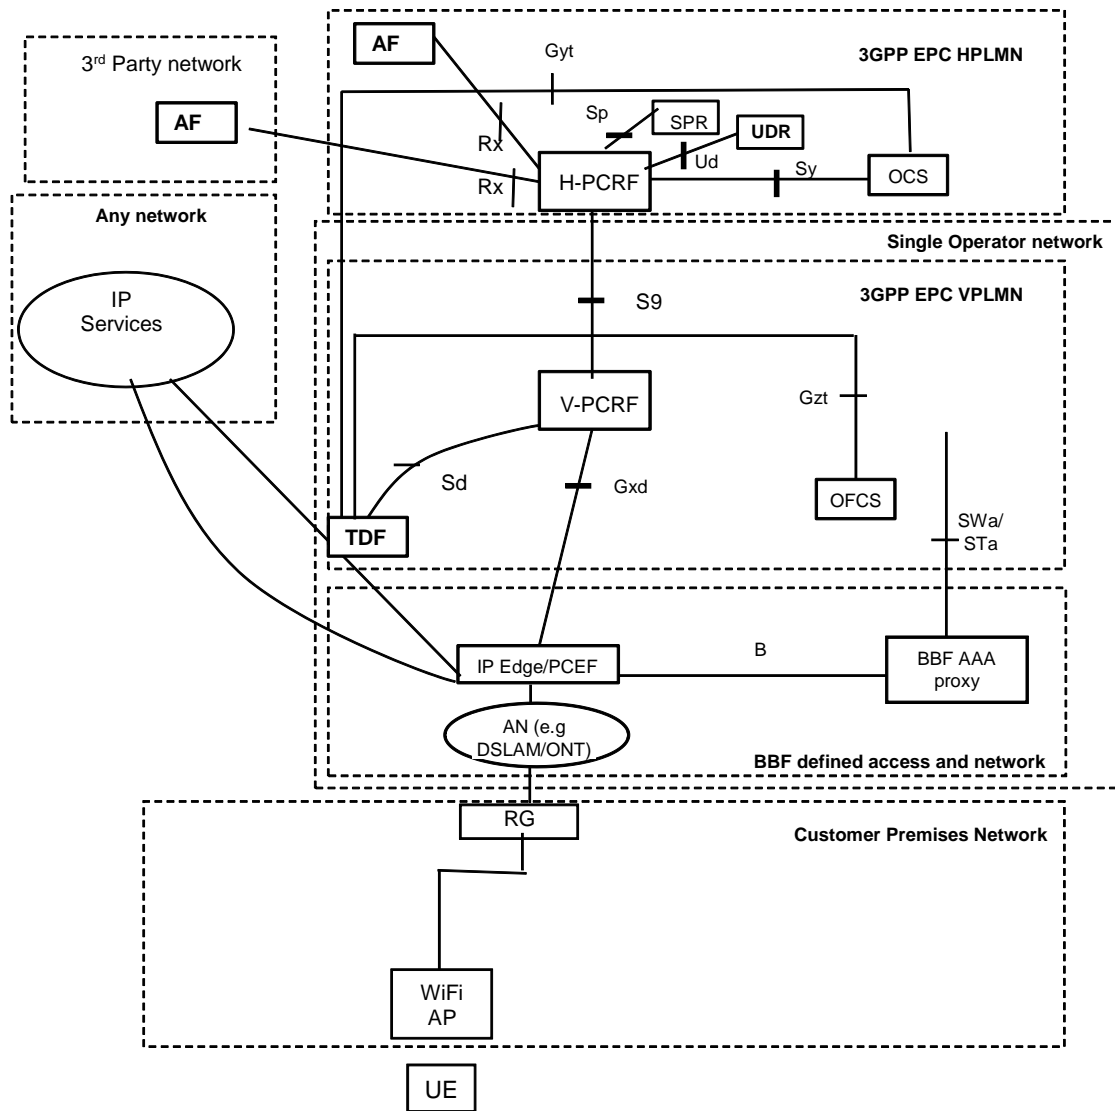 AF
3GPP EPC HPLMN
Gyt
3rd Party network
AF
Sp
SPR
UDR
Rx
Ud
Sy
H-PCRF
OCS
Rx
Any network
Single Operator network
3GPP EPC VPLMN
IP
Services
S9
V-PCRF
Gzt
Sd
Gxd
OFCS
TDF
SWa/
STa
IP Edge/PCEF
B
BBF AAA
proxy
AN (e.g
DSLAM/ONT)
BBF defined access and network
RG
Customer Premises Network
WiFi
AP
UE